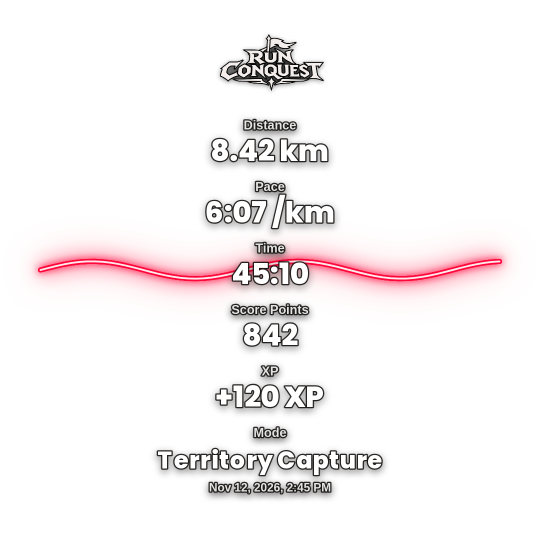 RUN
CONQUEST
Distance
8.42 km
Pace
6:07 /km
Time
45:10
Score Points
842
XP
+120 XP
Mode
Territory Capture
Nov 12, 2026, 2:45 PM